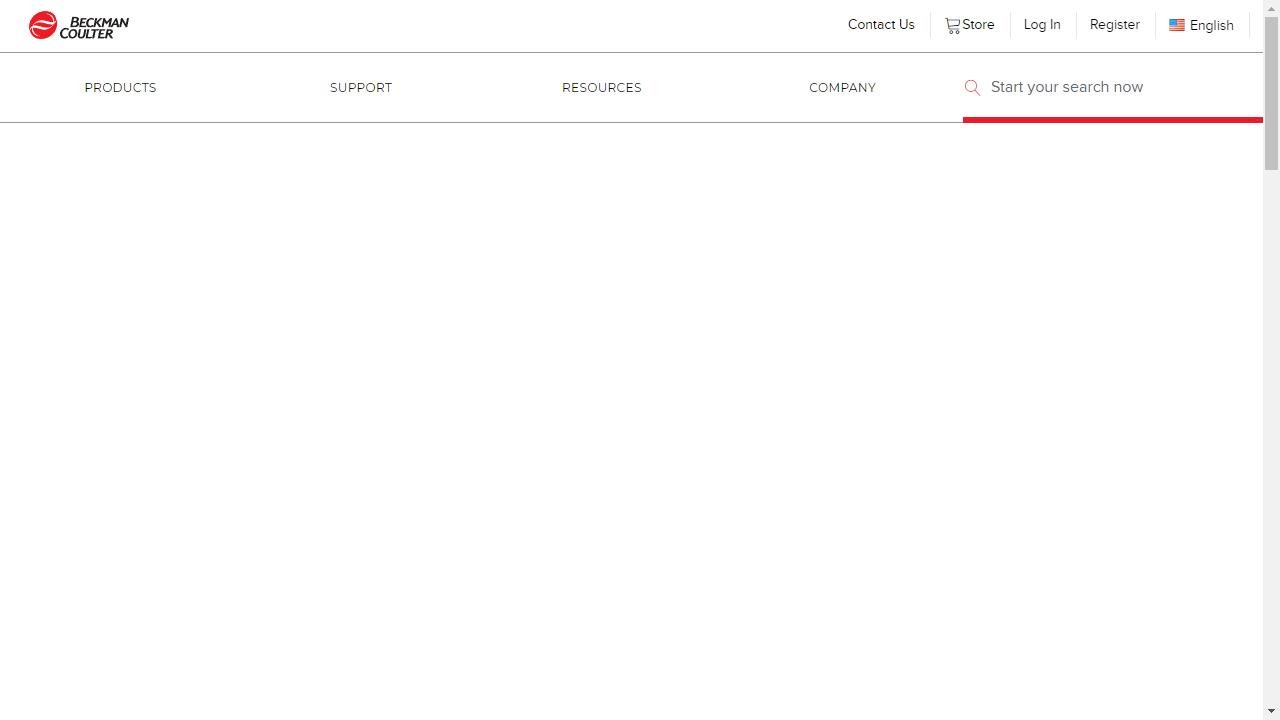 BECKMAN
COULTER
Contact Us
Store
Log In
Register
English
PRODUCTS
SUPPORT
RESOURCES
COMPANY
Start your search now